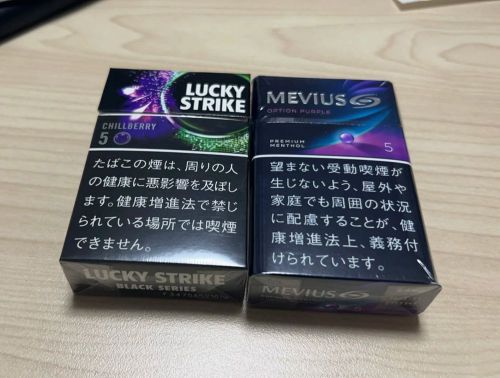 LUCKY
STRIKE
CHILLBERRY
5
たばこの煙は、周りの人
の健康に悪影響を及ぼし
ます。健康増進法で禁じ
られている場所では喫煙
できません。
LUCKY STRIKE
BLACK SERIES
MEVIUS
OPTION PURPLE
PREMIUM
MENTHOL
5
望まない受動喫煙が
生じないよう、屋外や
家庭でも周囲の状況
に配慮することが、健
康増進法上、義務付
けられています。
MEVIUS